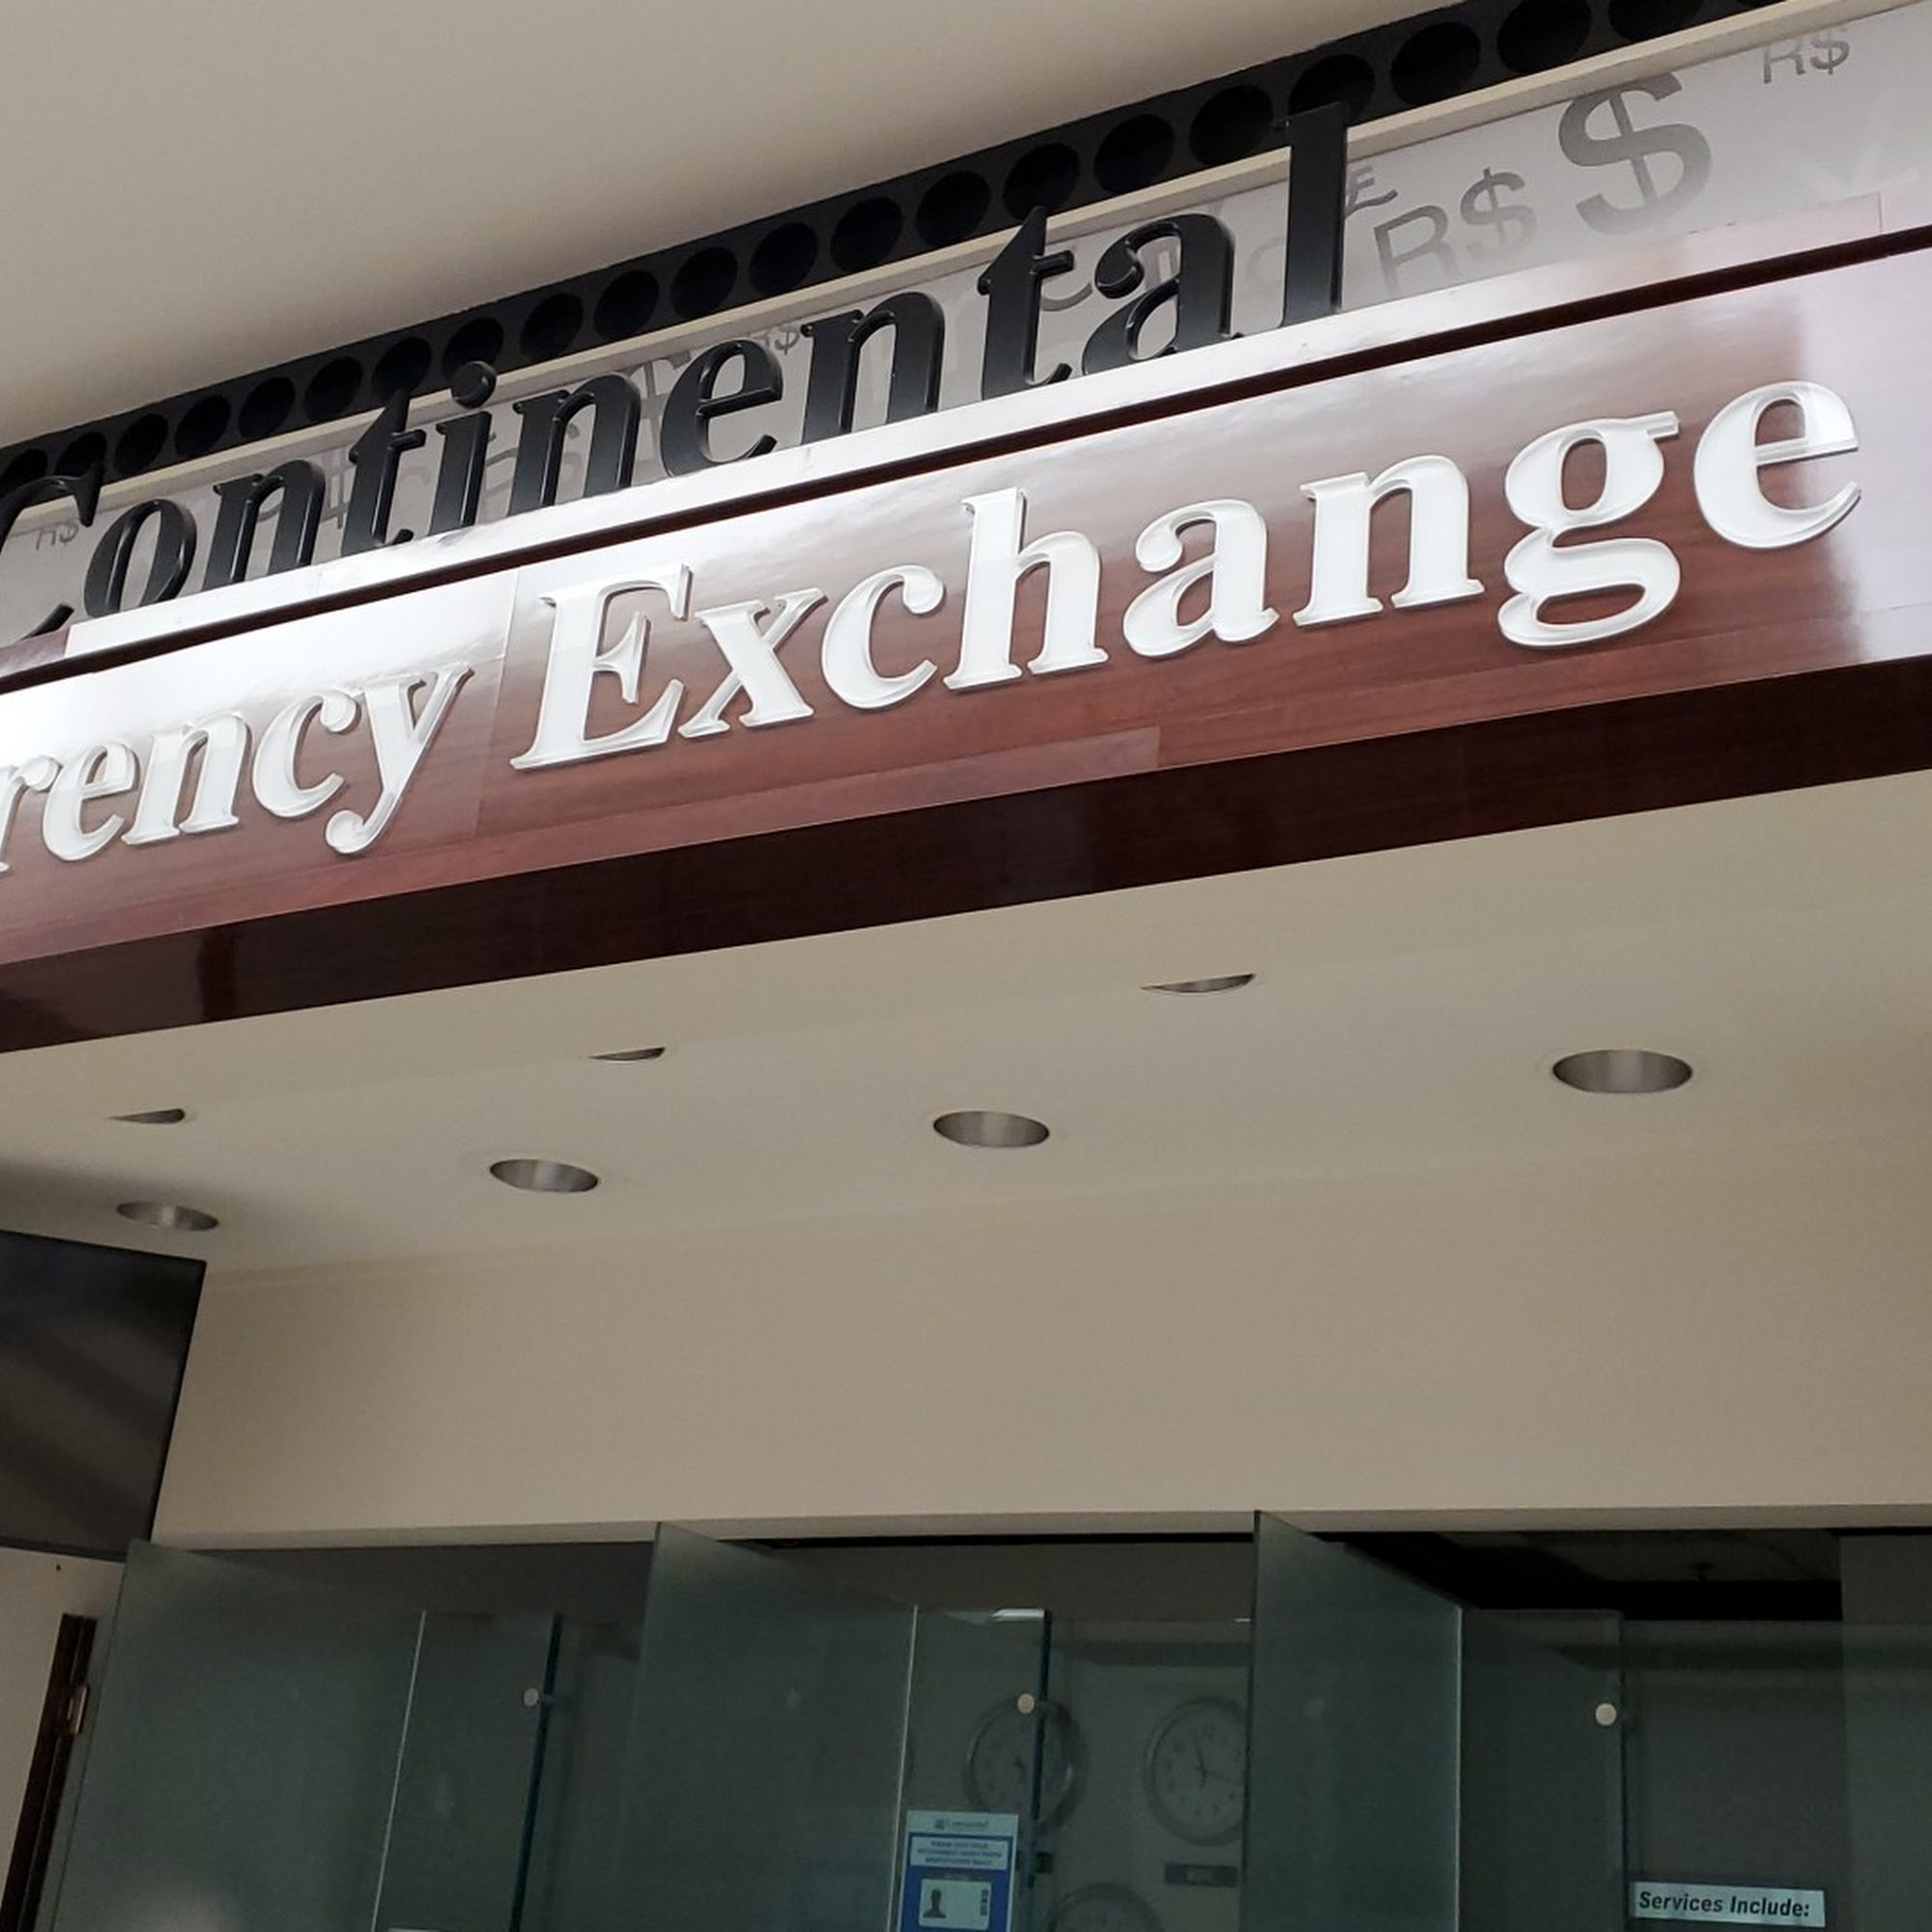 Continental
rency Exchange
R$
$
R$
R$
R$
Services Include: